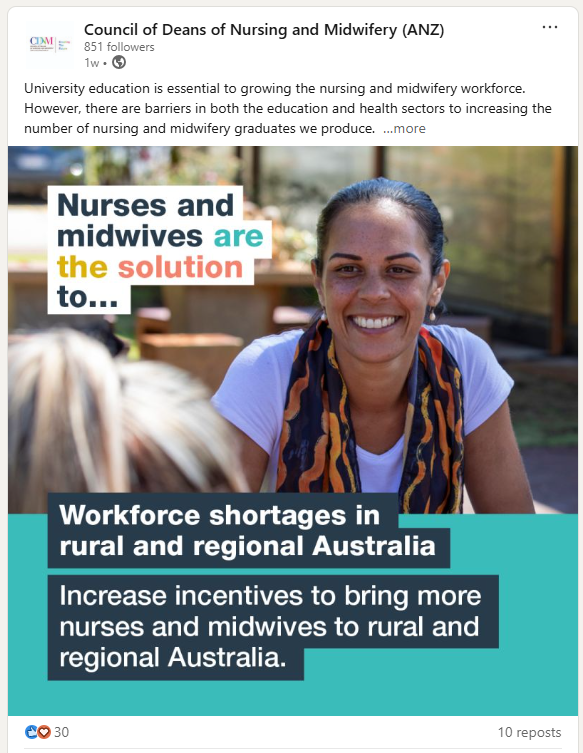 Council of Deans of Nursing and Midwifery (ANZ)
851 followers
1w •
University education is essential to growing the nursing and midwifery workforce.
However, there are barriers in both the education and health sectors to increasing the
number of nursing and midwifery graduates we produce. ...more
Nurses and
midwives are
the solution
to...
Workforce shortages in
rural and regional Australia
Increase incentives to bring more
nurses and midwives to rural and
regional Australia.
30
10 reposts